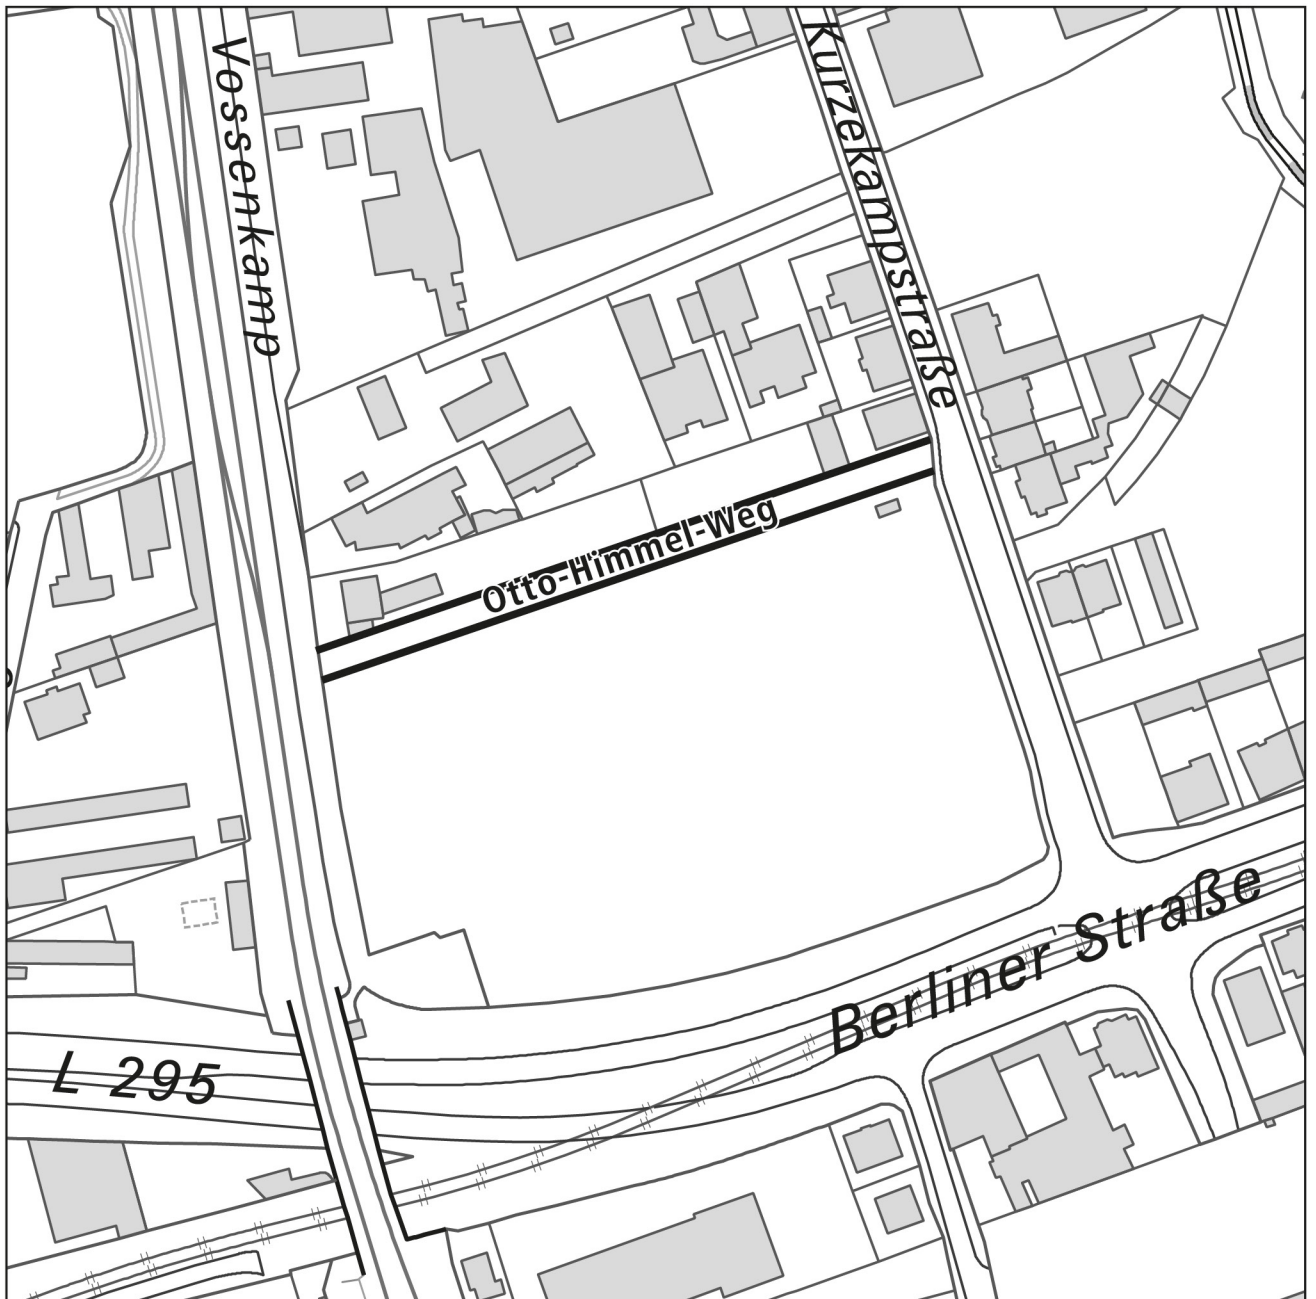 Vossenkamp
Kurzekampstraße
Otto-Himmel-Weg
Berliner Straße
L 295